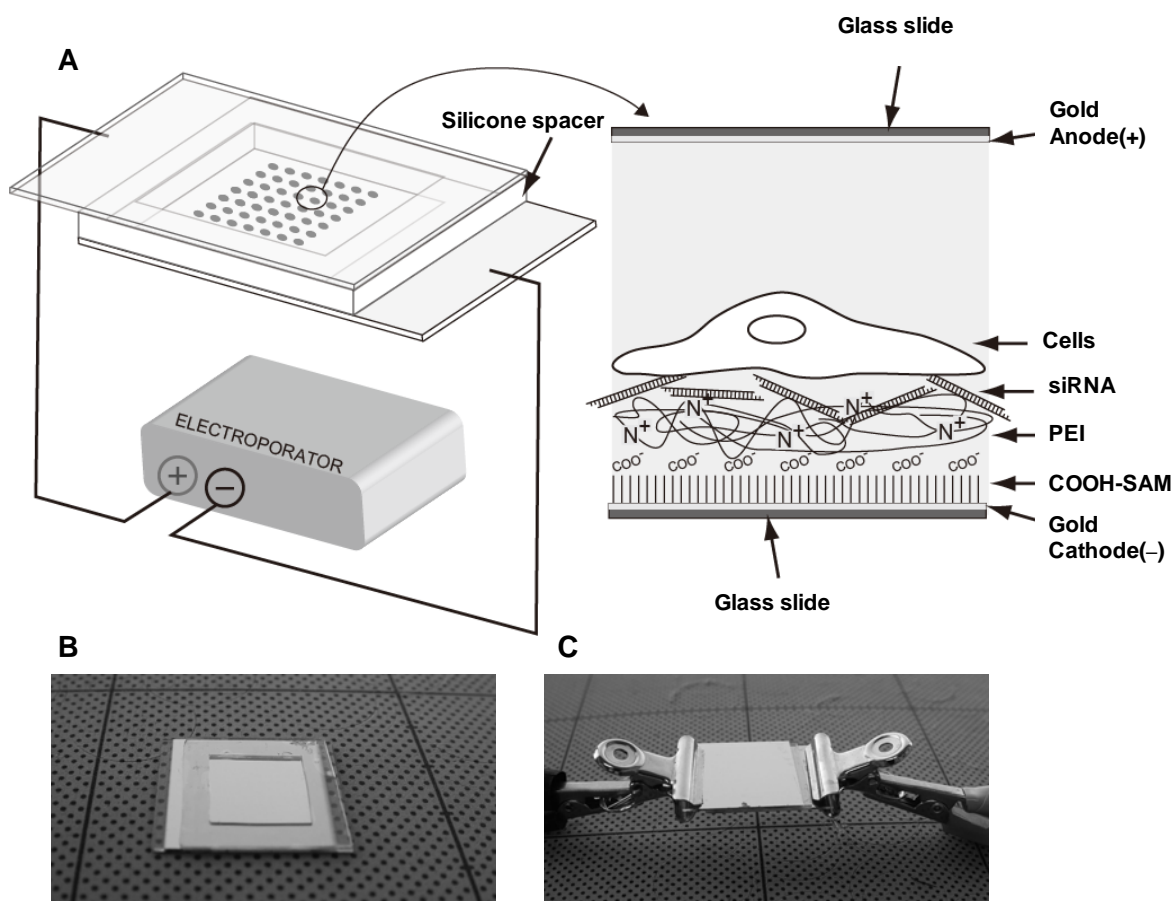 A
Glass slide
Gold
Anode(+)
Silicone spacer
Cells
siRNA
N+
N+
PEI
N+
N+
N+
COO-
COO-
COO-
COO-
COO-
COO-
COO-
COOH-SAM
Gold
Cathode(–)
Glass slide
ELECTROPORATOR
+
–
B
C